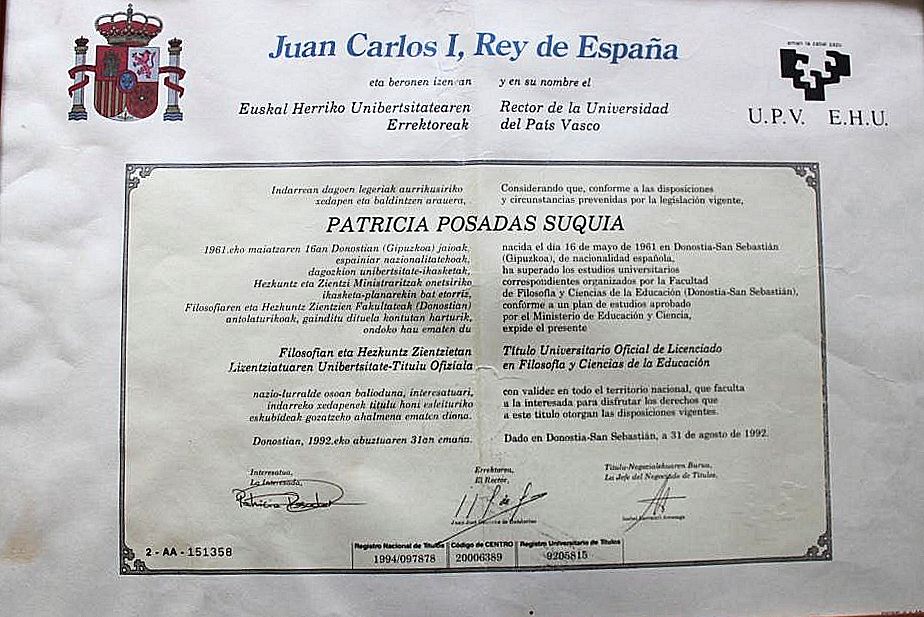 Juan Carlos I, Rey de España
eman ta zabal zazu
U.P.V. E.H.U.
eta beronen izenean
Euskal Herriko Unibertsitatearen
Errektoreak
y en su nombre el
Rector de la Universidad
del País Vasco
Indarrean dagoen legeriak aurrikusiriko
xedapen eta baldintzen arauera,
Considerando que, conforme a las disposiciones
y circunstancias prevenidas por la legislación vigente,
PATRICIA POSADAS SUQUIA
1961.eko maiatzaren 16an Donostian (Gipuzkoa) jaioak,
espainiar nazionalitatekoak,
dagozkion unibertsitate-ikasketak,
Hezkuntz eta Zientzi Ministraritzak onetsiriko
ikasketa-planarekin bat etorriz,
Filosofiaren eta Hezkuntz Zientzien Fakultateak (Donostian)
antolaturikoak, gainditu dituela kontutan harturik,
ondoko hau ematen du
nacida el día 16 de mayo de 1961 en Donostia-San Sebastián
(Gipuzkoa), de nacionalidad española,
ha superado los estudios universitarios
correspondientes organizados por la Facultad
de Filosofía y Ciencias de la Educación (Donostia-San Sebastián),
conforme a un plan de estudios aprobado
por el Ministerio de Educación y Ciencia,
expide el presente
Filosofian eta Hezkuntz Zientzietan
Lizentziatuaren Unibertsitate-Titulu Ofiziala
Título Universitario Oficial de Licenciado
en Filosofía y Ciencias de la Educación
nazio-lurralde osoan balioduna, interesatuari,
indarreko xedapenek titulu honi esleituriko
eskubideak gozatzeko ahalmena ematen diona.
con validez en todo el territorio nacional, que faculta
a la interesada para disfrutar los derechos que
a este título otorgan las disposiciones vigentes.
Donostian, 1992.eko abuztuaren 31an emana.
Dado en Donostia-San Sebastián, a 31 de agosto de 1992.
Interesatua,
La Interesada,
Patricia Posadas
Errektorea,
El Rector,
Titulu-Negozialekuaren Burua,
La Jefe del Negociado de Títulos,
2 - AA - 151358
Registro Nacional de Títulos
1994/097878
Código de CENTRO
20006389
Registro Universitario de Títulos
9205815